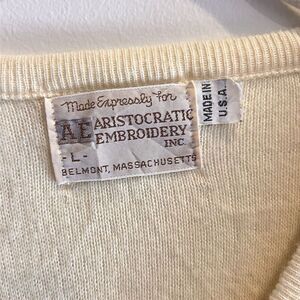 Made Expressly for
AE ARISTOCRATIC
EMBROIDERY
INC.
-L-
BELMONT, MASSACHUSETTS
MADE IN
U.S.A.